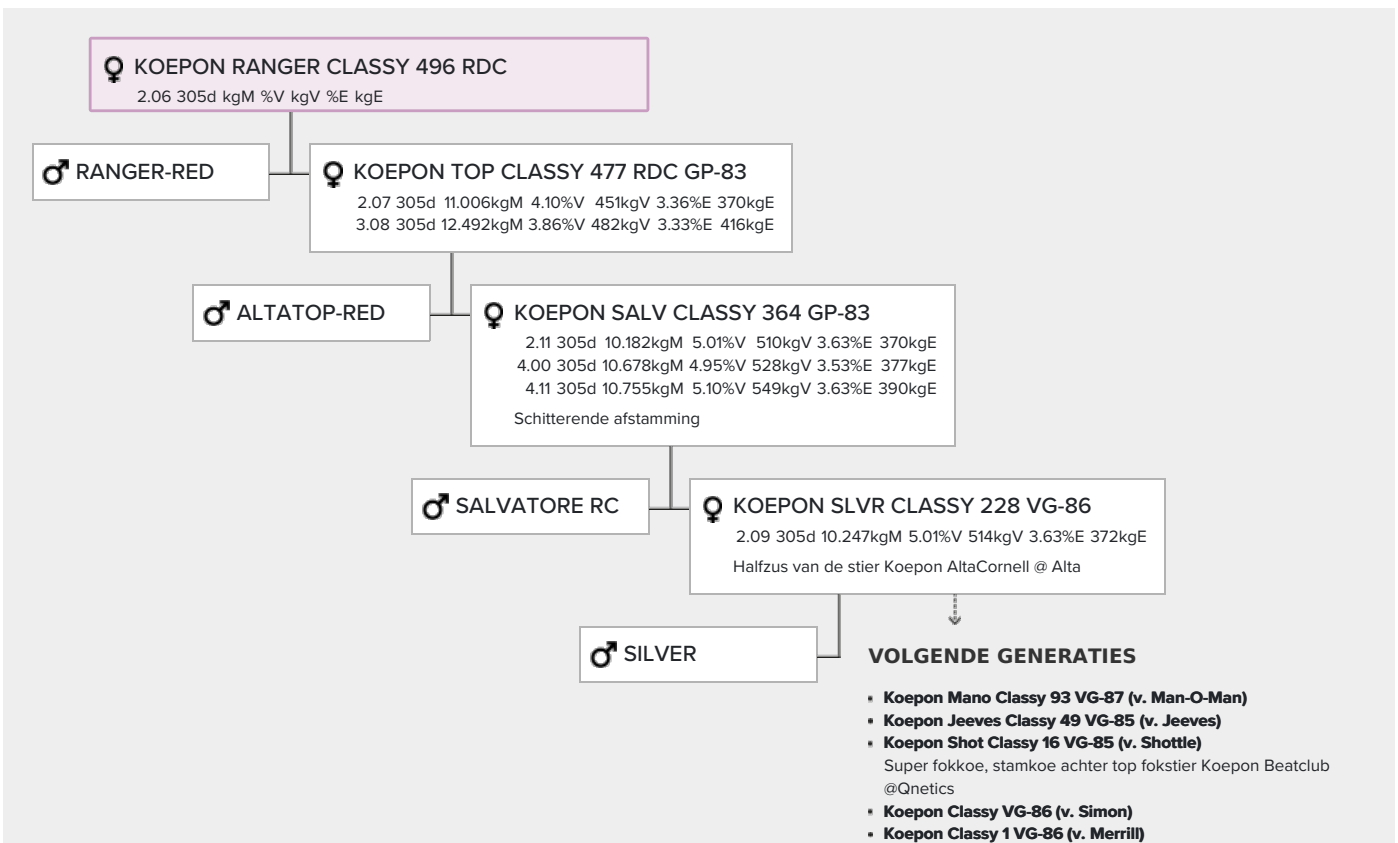 KOEPON RANGER CLASSY 496 RDC
2.06 305d kgM %V kgV %E kgE
RANGER-RED
KOEPON TOP CLASSY 477 RDC GP-83
2.07 305d 11.006kgM 4.10%V 451kgV 3.36%E 370kgE
3.08 305d 12.492kgM 3.86%V 482kgV 3.33%E 416kgE
ALTATOP-RED
KOEPON SALV CLASSY 364 GP-83
2.11 305d 10.182kgM 5.01%V 510kgV 3.63%E 370kgE
4.00 305d 10.678kgM 4.95%V 528kgV 3.53%E 377kgE
4.11 305d 10.755kgM 5.10%V 549kgV 3.63%E 390kgE
Schitterende afstamming
SALVATORE RC
KOEPON SLVR CLASSY 228 VG-86
2.09 305d 10.247kgM 5.01%V 514kgV 3.63%E 372kgE
Halfzus van de stier Koepon AltaCornell @ Alta
SILVER
VOLGENDE GENERATIES
Koepon Mano Classy 93 VG-87 (v. Man-O-Man)
Koepon Jeeves Classy 49 VG-85 (v. Jeeves)
Koepon Shot Classy 16 VG-85 (v. Shottle)
Super fokkoe, stamkoe achter top fokstier Koepon Beatclub
@Qnetics
Koepon Classy VG-86 (v. Simon)
Koepon Classy 1 VG-86 (v. Merrill)